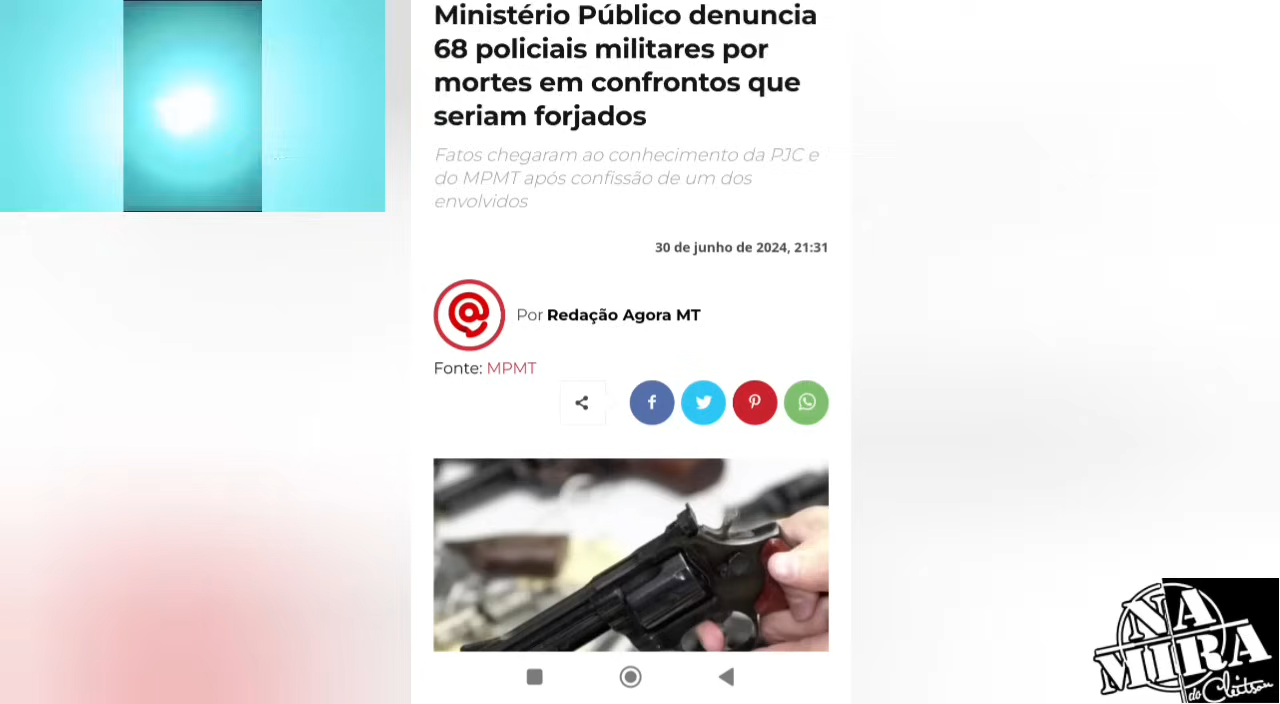 Ministério Público denuncia
68 policiais militares por
mortes em confrontos que
seriam forjados
Fatos chegaram ao conhecimento da PJC e
do MPMT após confissão de um dos
envolvidos
30 de junho de 2024, 21:31
Por Redação Agora MT
Fonte: MPMT
NA
MIRA
do Cleitson